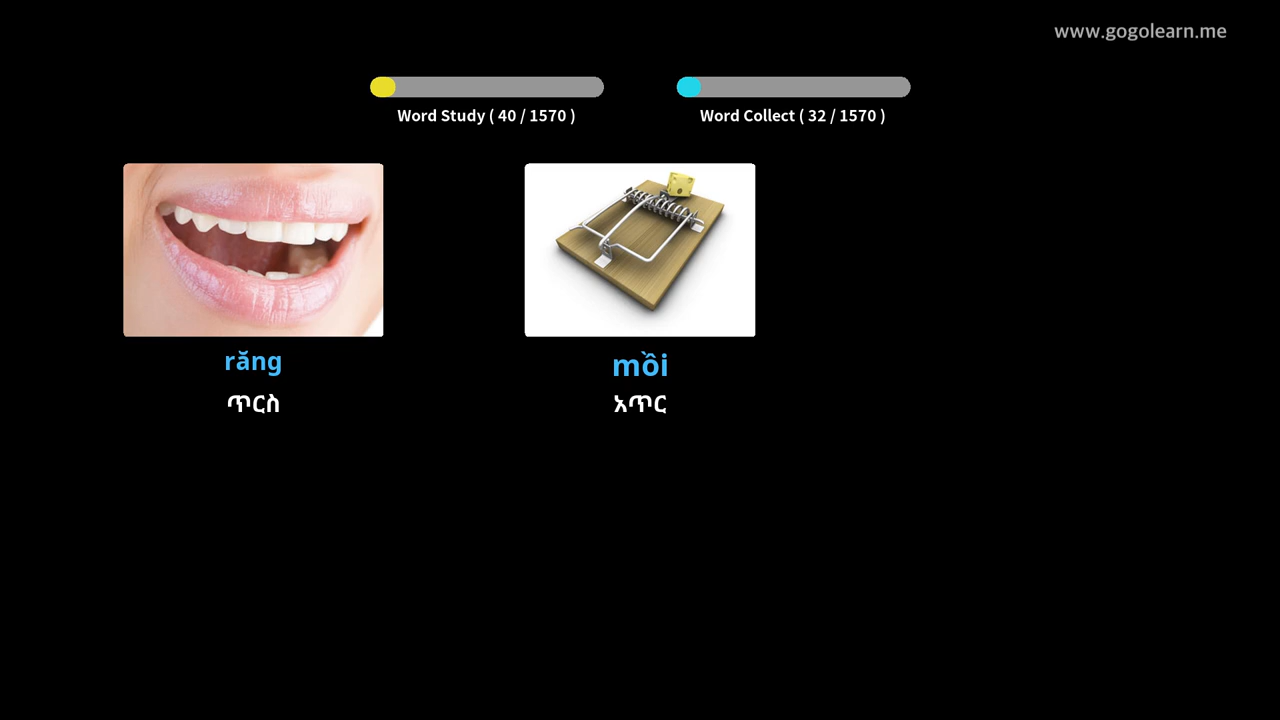 www.gogolearn.me
Word Study ( 40 / 1570 )
Word Collect ( 32 / 1570 )
răng
ጥርስ
mồi
አጥር